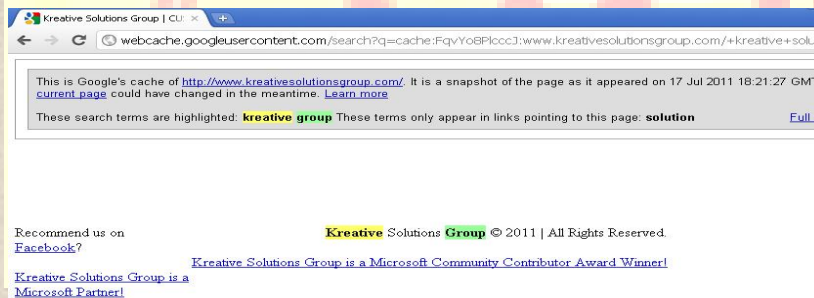 Kreative Solutions Group | CU
webcache.googleusercontent.com/search?q=cache:FqvYo8PlcccJ:www.kreativesolutionsgroup.com/+kreative+solu
This is Google's cache of http://www.kreativesolutionsgroup.com/. It is a snapshot of the page as it appeared on 17 Jul 2011 18:21:27 GMT
current page could have changed in the meantime. Learn more
These search terms are highlighted: kreative group These terms only appear in links pointing to this page: solution Full
Recommend us on Kreative Solutions Group © 2011 | All Rights Reserved.
Facebook?
Kreative Solutions Group is a Microsoft Community Contributor Award Winner!
Kreative Solutions Group is a
Microsoft Partner!